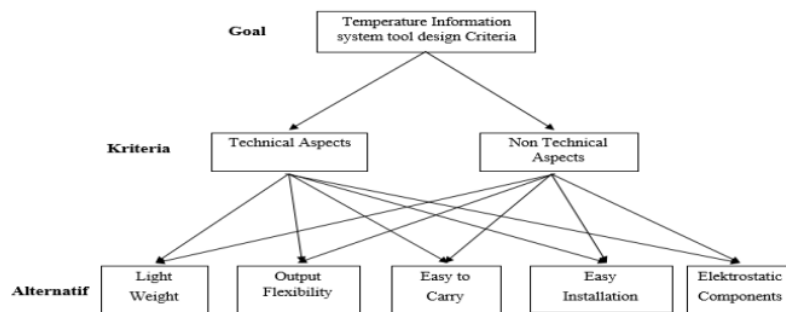 Goal
Temperature Information
system tool design Criteria
Kriteria
Technical Aspects
Non Technical
Aspects
Alternatif
Light
Weight
Output
Flexibility
Easy to
Carry
Easy
Installation
Elektrostatic
Components